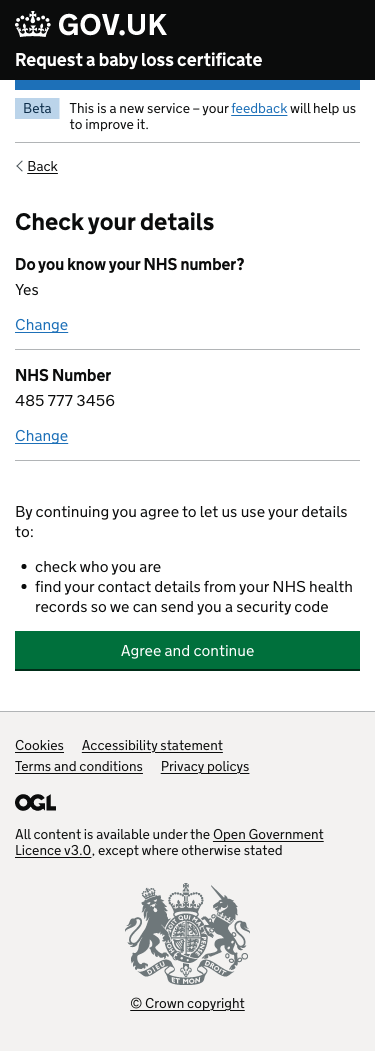 GOV.UK
Request a baby loss certificate
Beta
This is a new service – your feedback will help us
to improve it.
Back
Check your details
Do you know your NHS number?
Yes
Change
NHS Number
485 777 3456
Change
By continuing you agree to let us use your details
to:
• check who you are
• find your contact details from your NHS health
records so we can send you a security code
Agree and continue
Cookies Accessibility statement
Terms and conditions Privacy policys
OGL
All content is available under the Open Government
Licence v3.0, except where otherwise stated
DIEU ET MON DROIT
© Crown copyright